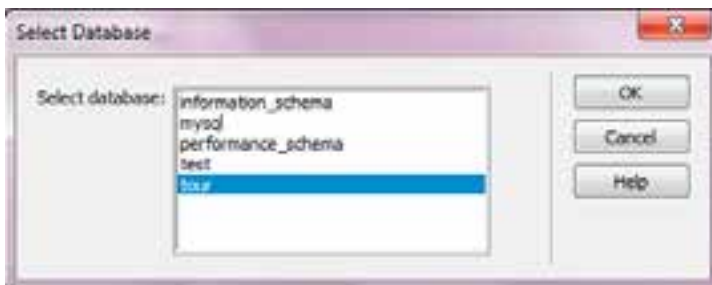 Select Database
Select database:
information_schema
mysql
performance_schema
test
tour
OK
Cancel
Help